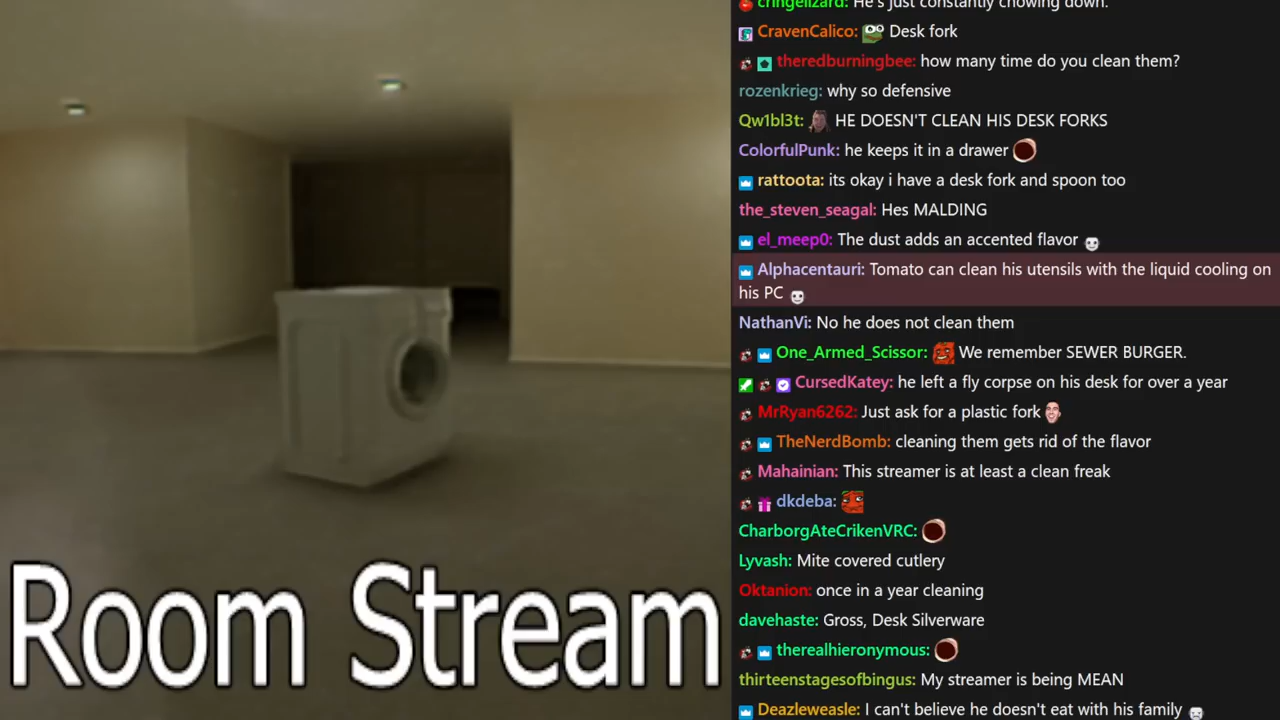 cringelizard: He's just constantly chowing down.
CravenCalico: Desk fork
theredburningbee: how many time do you clean them?
rozenkrieg: why so defensive
Qw1bl3t: HE DOESN'T CLEAN HIS DESK FORKS
ColorfulPunk: he keeps it in a drawer
rattoota: its okay i have a desk fork and spoon too
the_steven_seagal: Hes MALDING
el_meep0: The dust adds an accented flavor
Alphacentauri: Tomato can clean his utensils with the liquid cooling on
his PC
NathanVi: No he does not clean them
One_Armed_Scissor: We remember SEWER BURGER.
CursedKatey: he left a fly corpse on his desk for over a year
MrRyan6262: Just ask for a plastic fork
TheNerdBomb: cleaning them gets rid of the flavor
Mahainian: This streamer is at least a clean freak
dkdeba:
CharborgAteCrikenVRC:
Lyvash: Mite covered cutlery
Oktanion: once in a year cleaning
davehaste: Gross, Desk Silverware
therealhieronymous:
thirteenstagesofbingus: My streamer is being MEAN
Deazleweasle: I can't believe he doesn't eat with his family
Room Stream